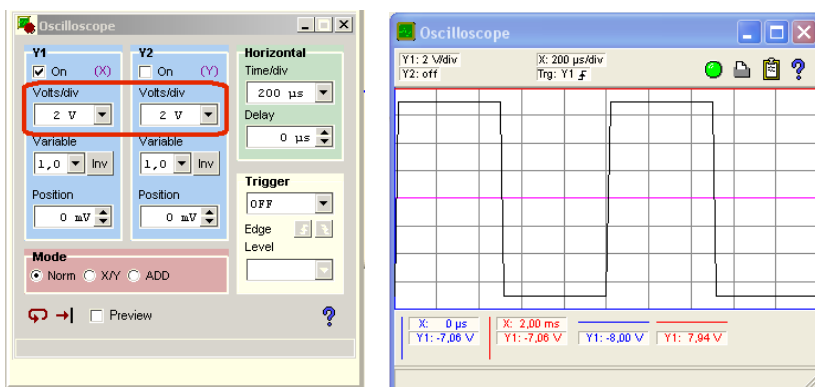 Oscilloscope
Y1
On (X)
Volts/div
2 V
Variable
1,0 Inv
Position
0 mV
Y2
On (Y)
Volts/div
2 V
Variable
1,0 Inv
Position
0 mV
Horizontal
Time/div
200 µs
Delay
0 µs
Trigger
OFF
Edge
Level
Mode
Norm X/Y ADD
Preview
Oscilloscope
Y1: 2 V/div
Y2: off
X: 200 µs/div
Trg: Y1
X: 0 µs
Y1: -7,06 V
X: 2,00 ms
Y1: -7,06 V
Y1: -8,00 V
Y1: 7,94 V